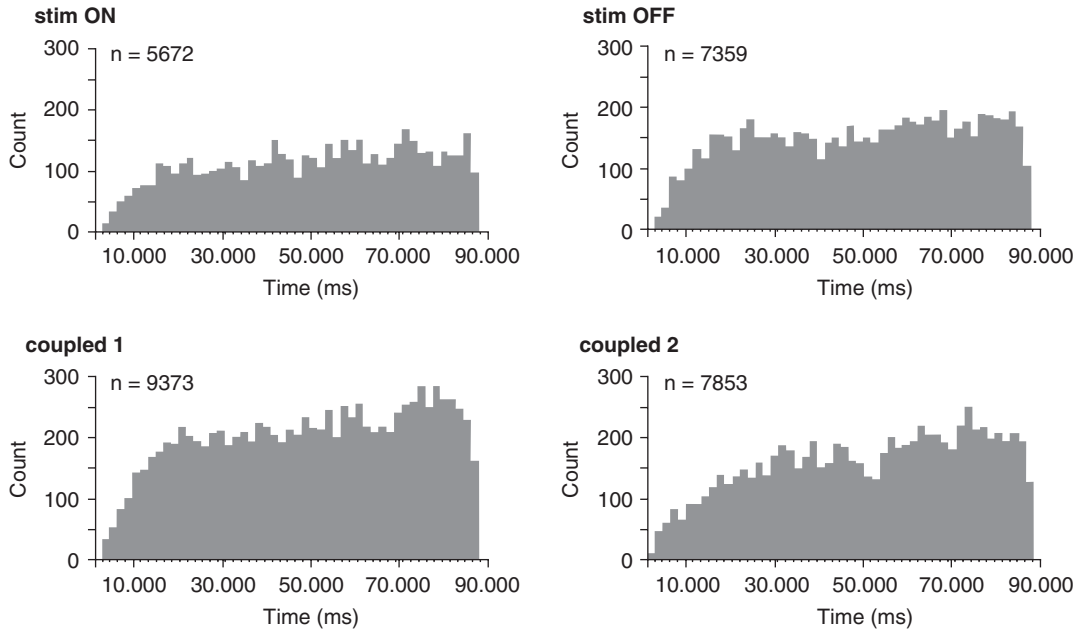 stim ON
300
n = 5672
200
100
0
Count
10.000 30.000 50.000 70.000 90.000
Time (ms)
stim OFF
300
n = 7359
200
100
0
Count
10.000 30.000 50.000 70.000 90.000
Time (ms)
coupled 1
300
n = 9373
200
100
0
Count
10.000 30.000 50.000 70.000 90.000
Time (ms)
coupled 2
300
n = 7853
200
100
0
Count
10.000 30.000 50.000 70.000 90.000
Time (ms)